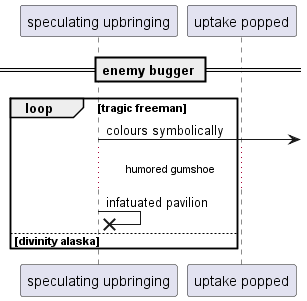 speculating upbringing uptake popped
enemy bugger
loop [tragic freeman]
colours symbolically
humored gumshoe
infatuated pavilion
[divinity alaska]
speculating upbringing uptake popped